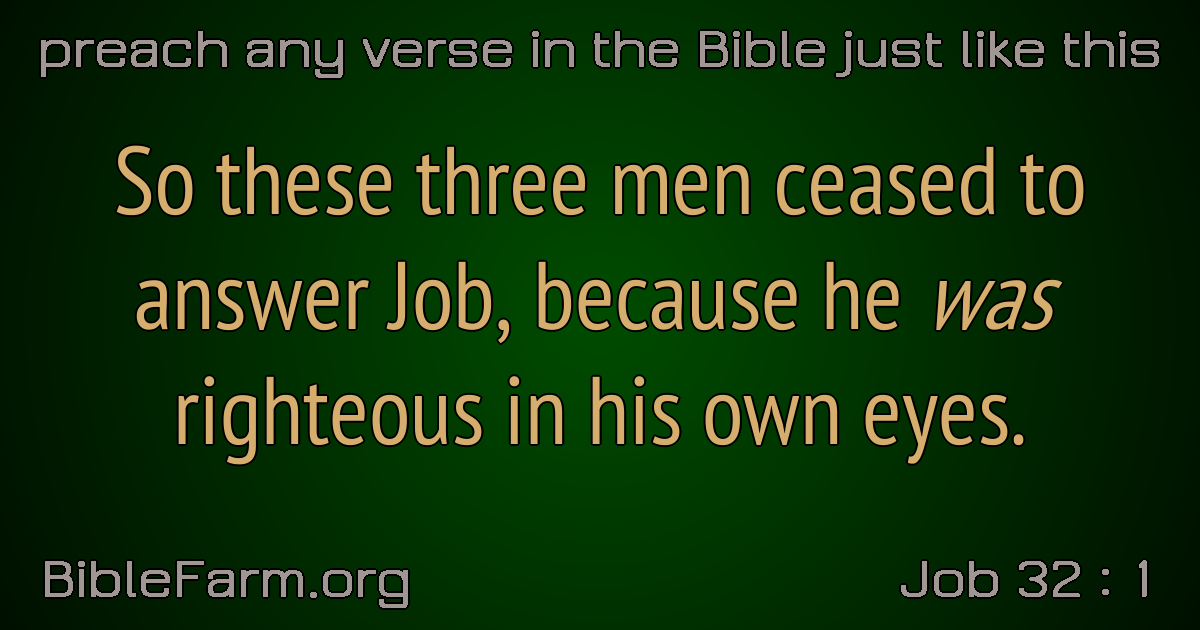 preach any verse in the Bible just like this
So these three men ceased to
answer Job, because he was
righteous in his own eyes.
BibleFarm.org
Job 32 : 1